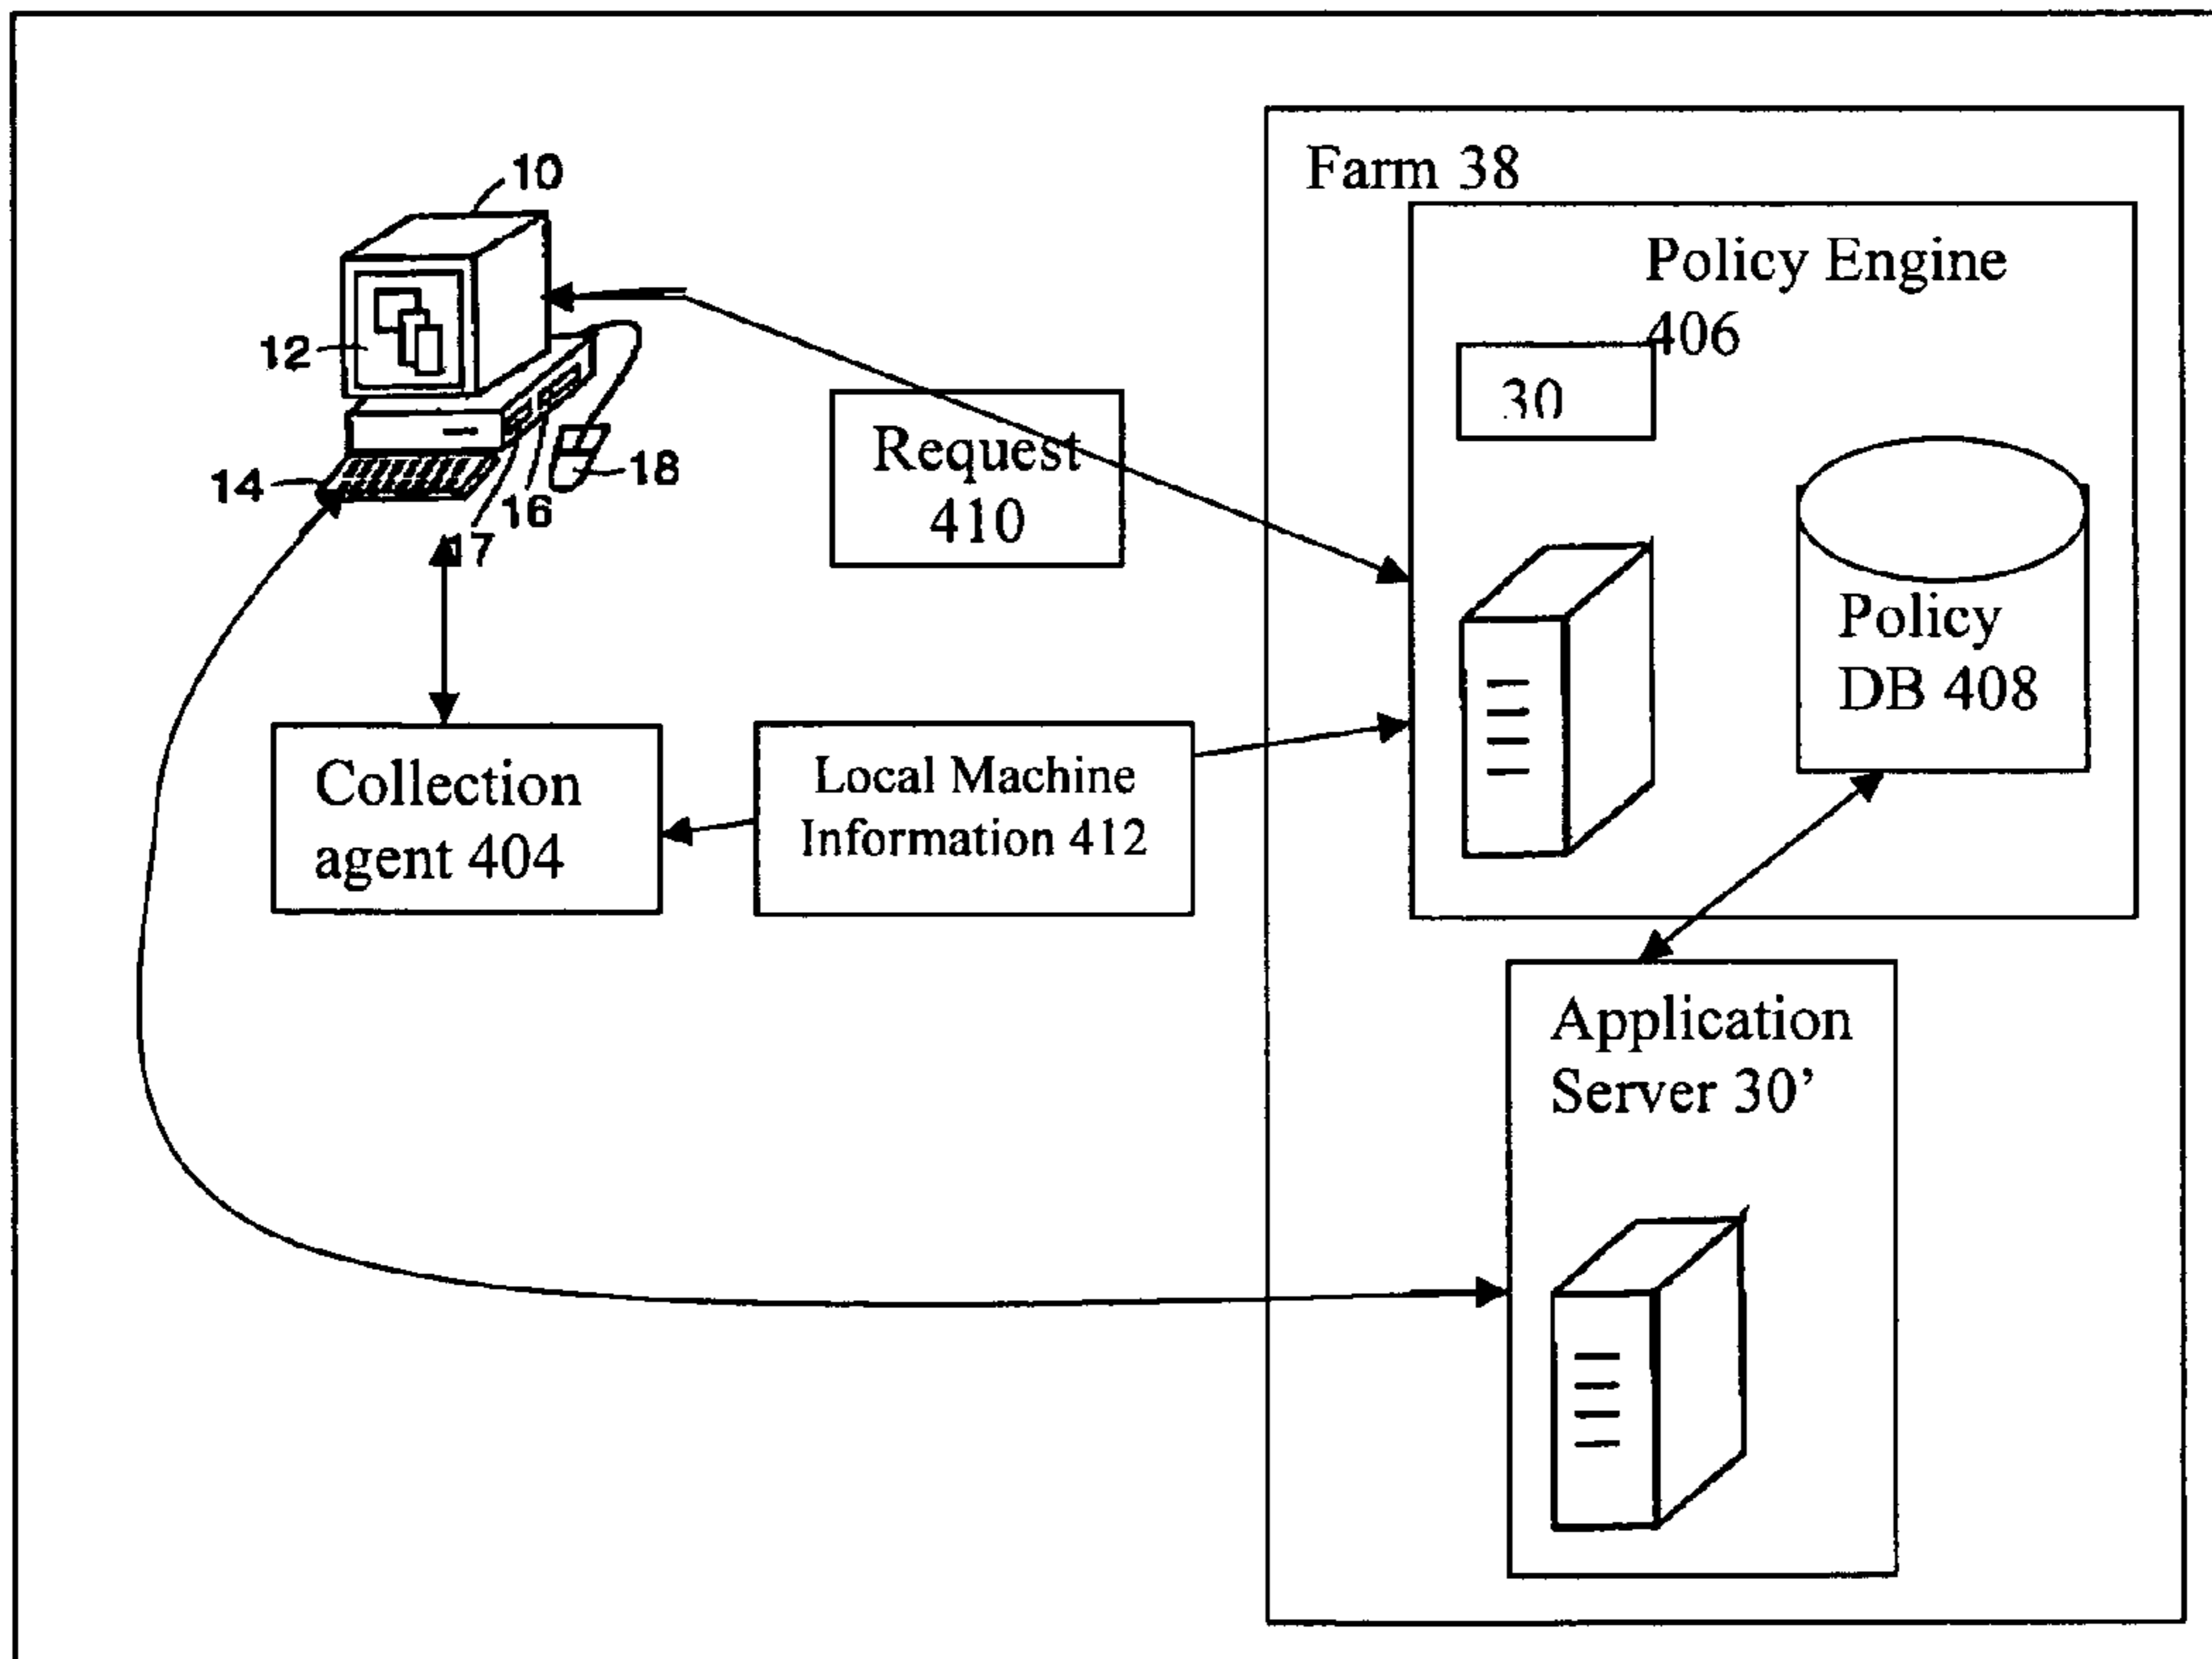 Farm 38
Policy Engine
406
30
Policy
DB 408
10
12
14
16
17
18
Request
410
Collection
agent 404
Local Machine
Information 412
Application
Server 30’